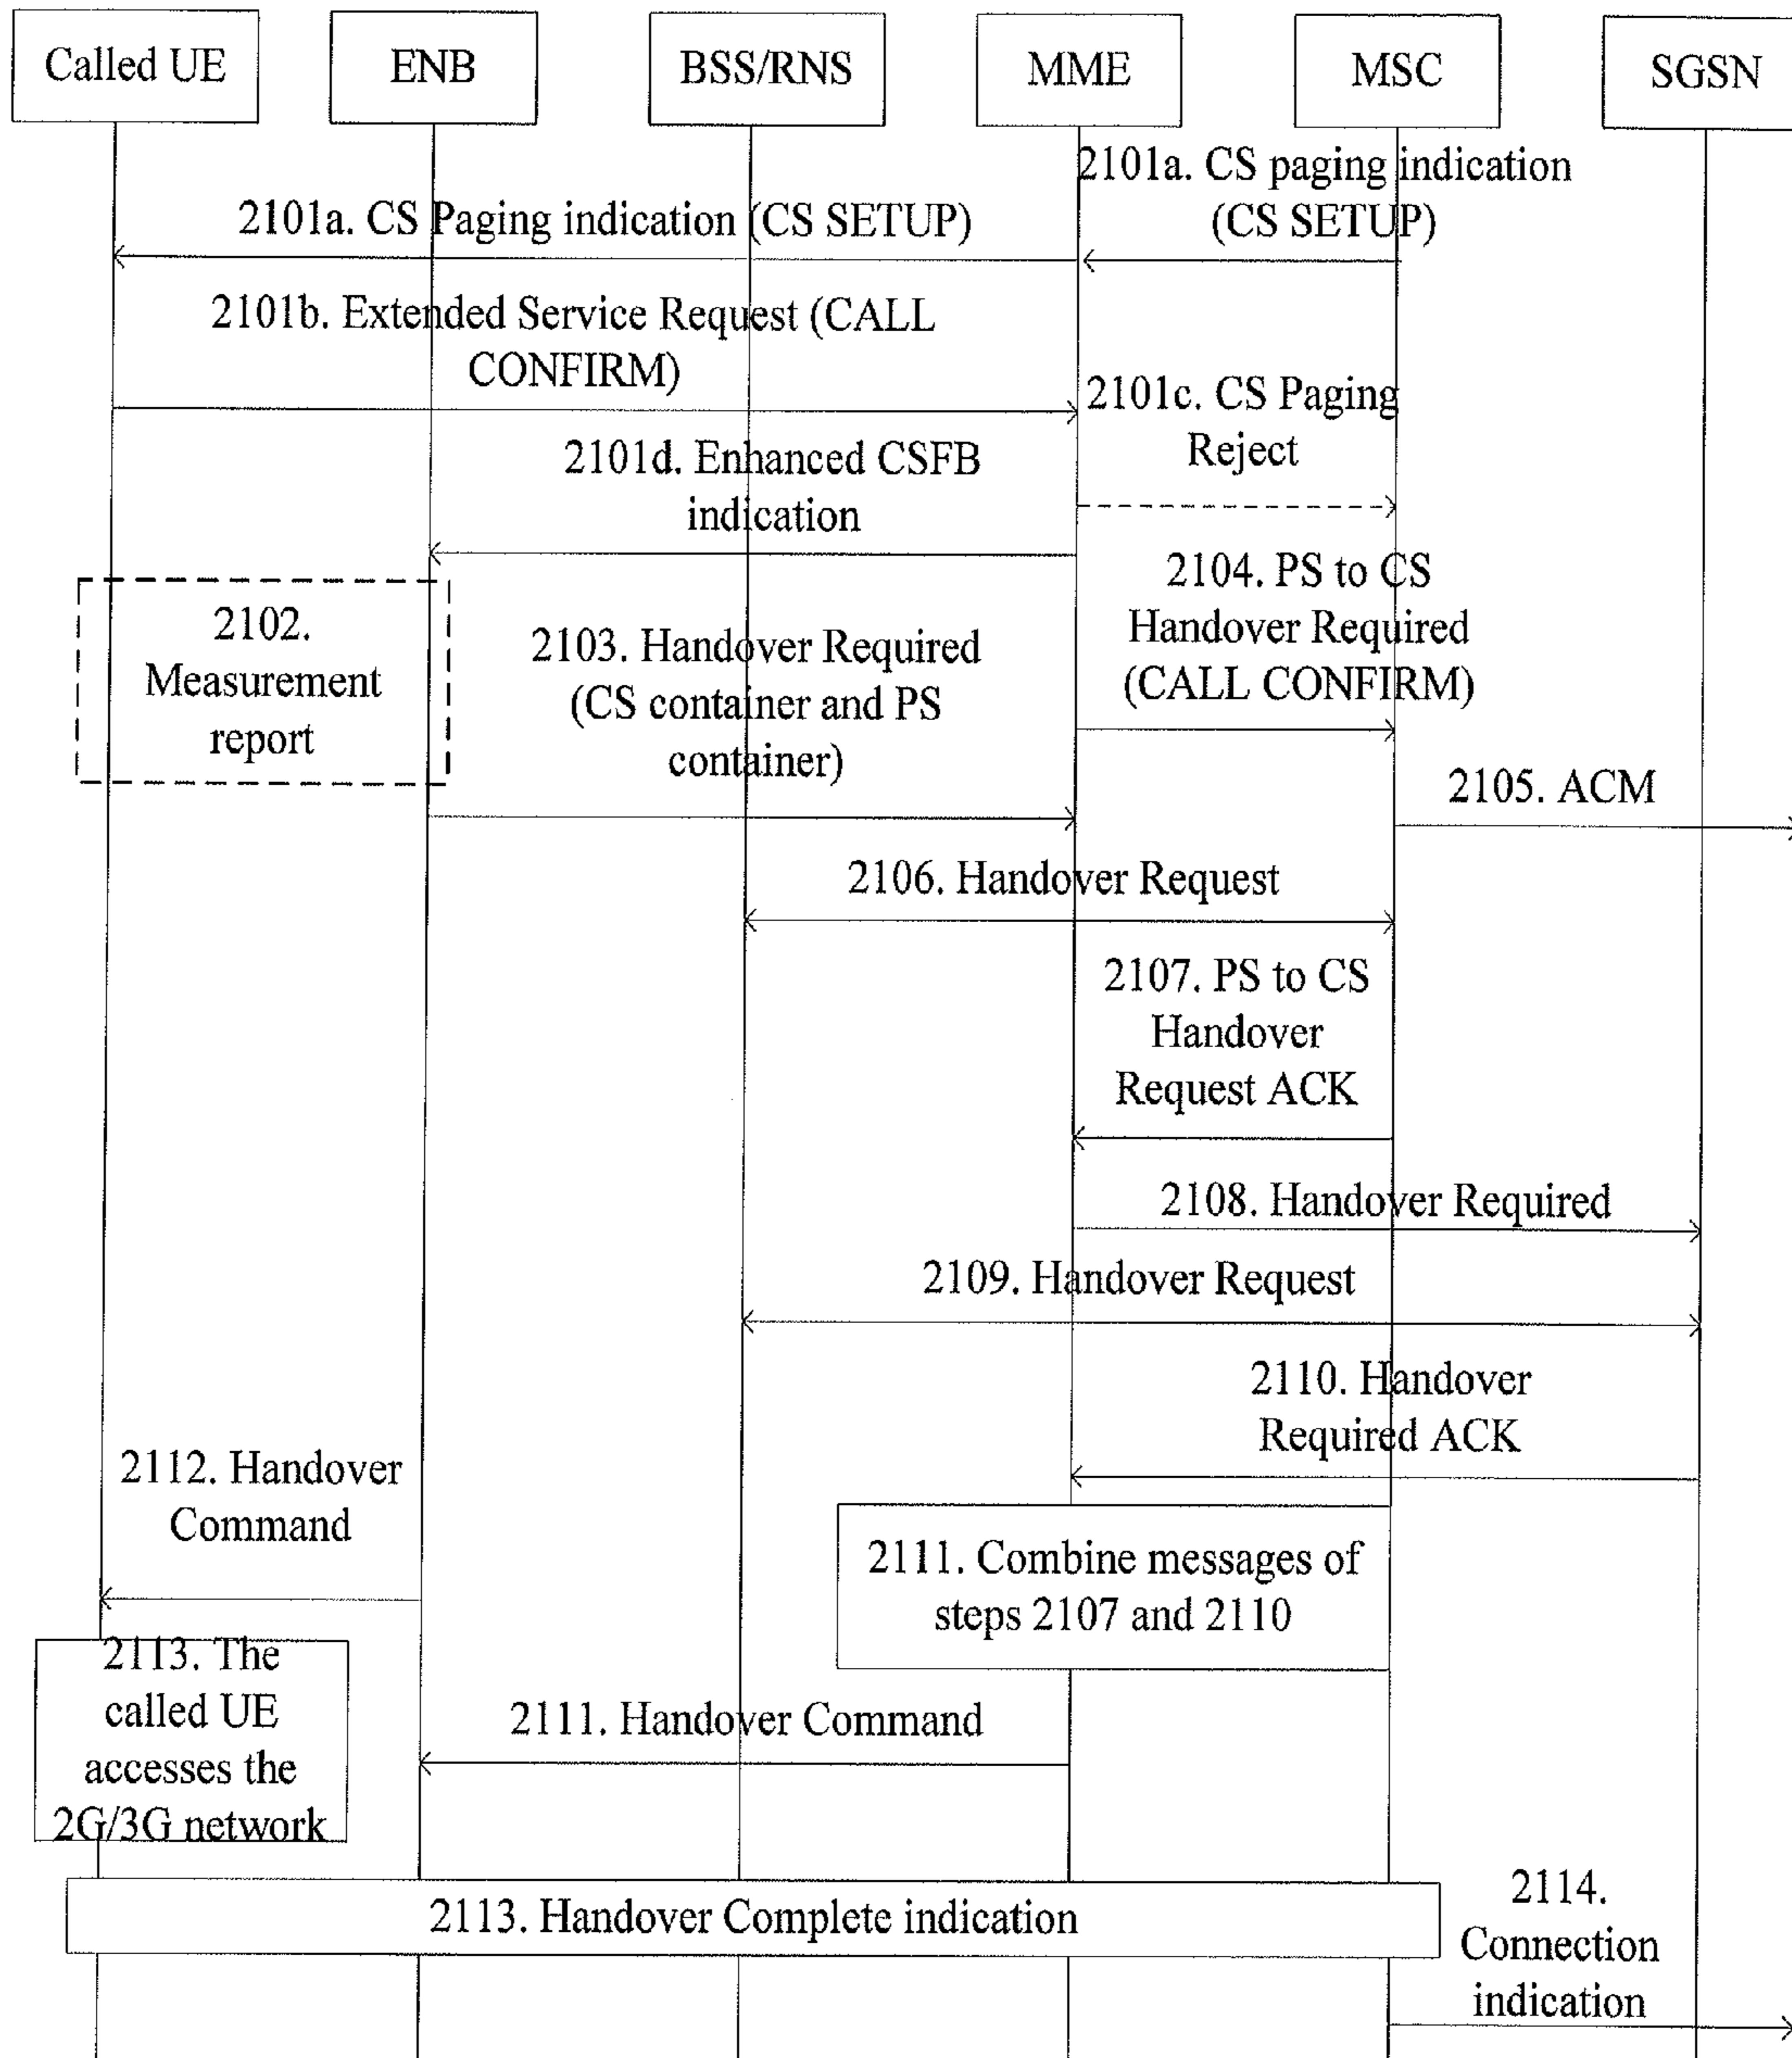 Called UE
ENB
BSS/RNS
MME
MSC
SGSN
2101a. CS paging indication
(CS SETUP)
2101a. CS Paging indication (CS SETUP)
2101b. Extended Service Request (CALL
CONFIRM)
2101c. CS Paging
Reject
2101d. Enhanced CSFB
indication
2102.
Measurement
report
2103. Handover Required
(CS container and PS
container)
2104. PS to CS
Handover Required
(CALL CONFIRM)
2105. ACM
2106. Handover Request
2107. PS to CS
Handover
Request ACK
2108. Handover Required
2109. Handover Request
2110. Handover
Required ACK
2112. Handover
Command
2111. Combine messages of
steps 2107 and 2110
2113. The
called UE
accesses the
2G/3G network
2111. Handover Command
2113. Handover Complete indication
2114.
Connection
indication